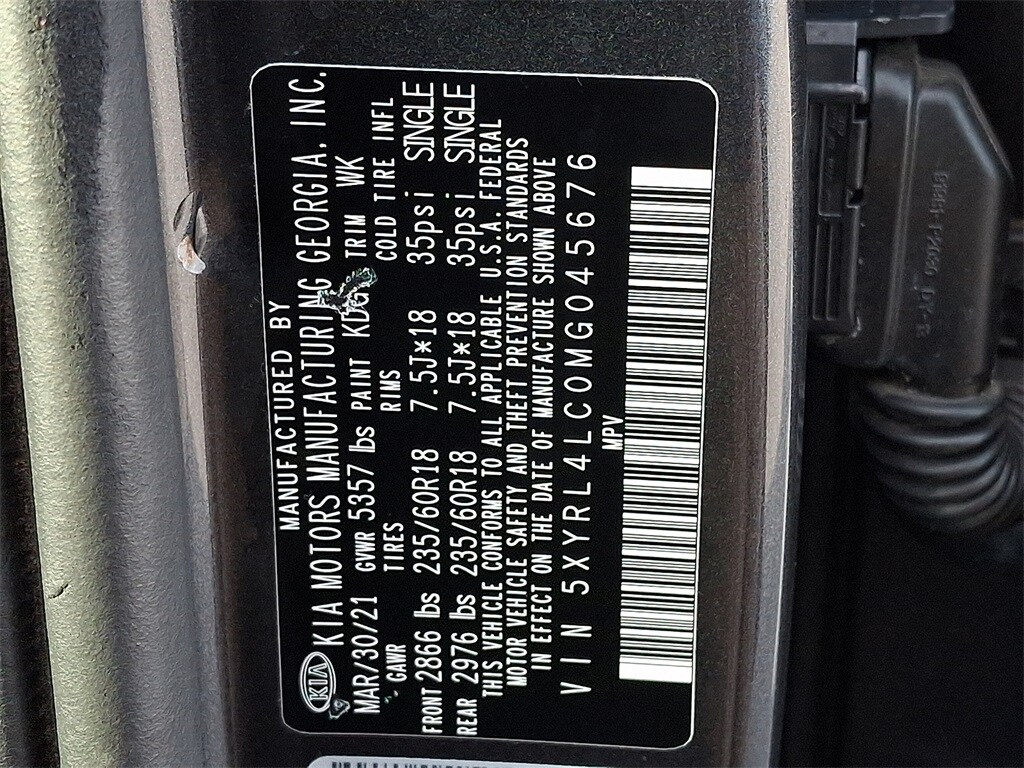 MANUFACTURED BY
KIA KIA MOTORS MANUFACTURING GEORGIA, INC.
MAR/30/21 GVWR 5357 lbs PAINT KDG TRIM WK
GAWR TIRES RIMS COLD TIRE INFL
FRONT 2866 lbs 235/60R18 7.5J*18 35psi SINGLE
REAR 2976 lbs 235/60R18 7.5J*18 35psi SINGLE
THIS VEHICLE CONFORMS TO ALL APPLICABLE U.S.A. FEDERAL
MOTOR VEHICLE SAFETY AND THEFT PREVENTION STANDARDS
IN EFFECT ON THE DATE OF MANUFACTURE SHOWN ABOVE
VIN 5XYRL4LC0MG045676
MPV